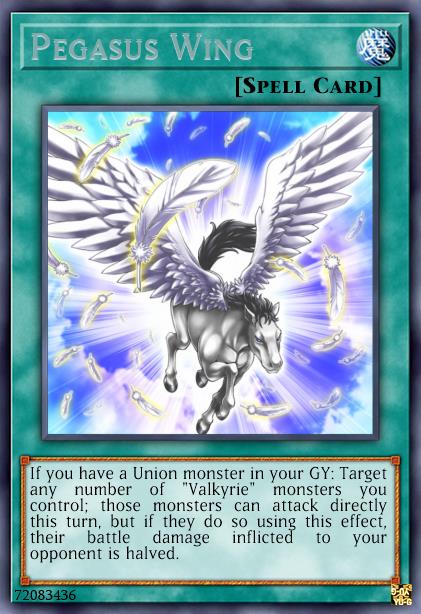 PEGASUS WING
魔
[SPELL CARD]
If you have a Union monster in your GY: Target
any number of "Valkyrie" monsters you
control; those monsters can attack directly
this turn, but if they do so using this effect,
their battle damage inflicted to your
opponent is halved.
72083436